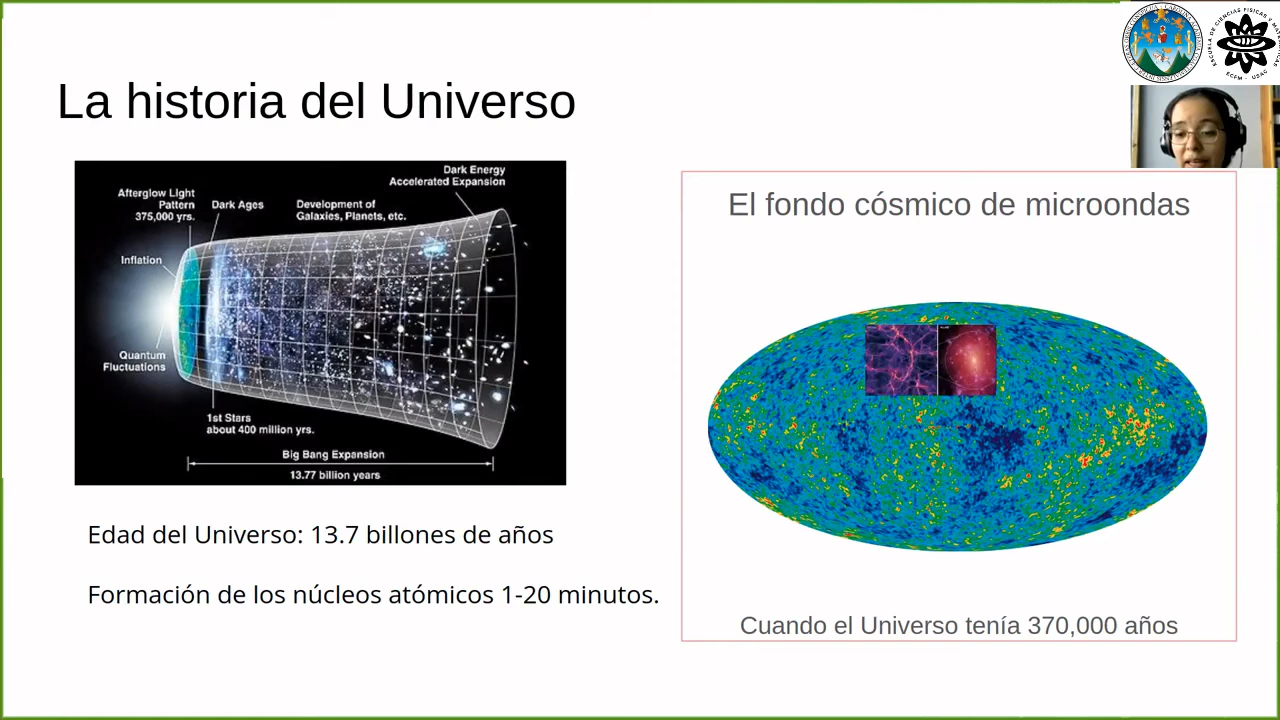 La historia del Universo
Dark Energy
Accelerated Expansion
Afterglow Light
Pattern
375,000 yrs.
Dark Ages
Development of
Galaxies, Planets, etc.
Inflation
Quantum
Fluctuations
1st Stars
about 400 million yrs.
Big Bang Expansion
13.77 billion years
Edad del Universo: 13.7 billones de años
Formación de los núcleos atómicos 1-20 minutos.
El fondo cósmico de microondas
Cuando el Universo tenía 370,000 años
ECFM - USAC